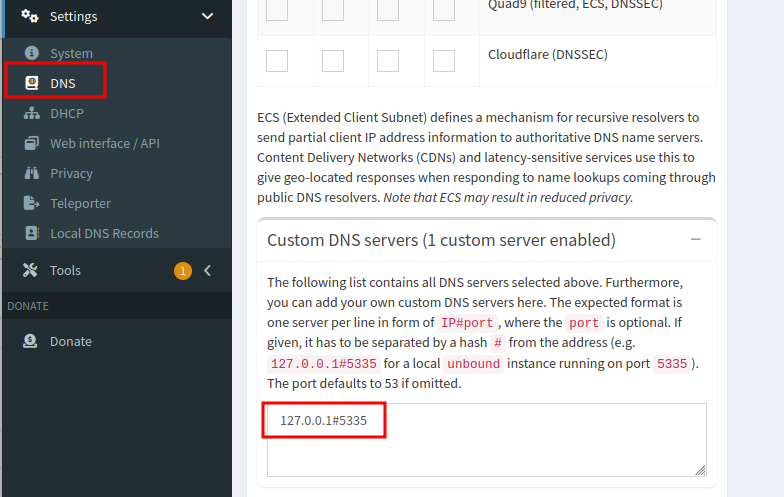 Settings
System
DNS
DHCP
Web interface / API
Privacy
Teleporter
Local DNS Records
Tools
1
DONATE
Donate
Quad9 (filtered, ECS, DNSSEC)
Cloudflare (DNSSEC)
ECS (Extended Client Subnet) defines a mechanism for recursive resolvers to
send partial client IP address information to authoritative DNS name servers.
Content Delivery Networks (CDNs) and latency-sensitive services use this to
give geo-located responses when responding to name lookups coming through
public DNS resolvers. Note that ECS may result in reduced privacy.
Custom DNS servers (1 custom server enabled)
The following list contains all DNS servers selected above. Furthermore,
you can add your own custom DNS servers here. The expected format is
one server per line in form of IP#port , where the port is optional. If
given, it has to be separated by a hash # from the address (e.g.
127.0.0.1#5335 for a local unbound instance running on port 5335 ).
The port defaults to 53 if omitted.
127.0.0.1#5335